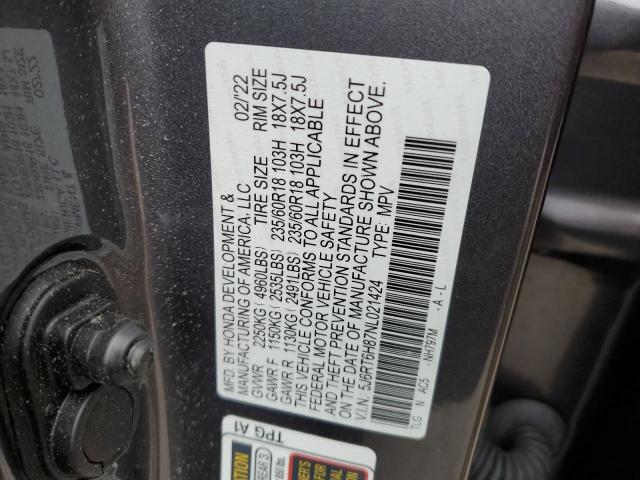 MFD. BY HONDA DEVELOPMENT &
MANUFACTURING OF AMERICA, LLC 02/22
GVWR 2250KG ( 4960LBS) TIRE SIZE RIM SIZE
GAWR F 1150KG ( 2535LBS) 235/60R18 103H 18X7.5J
GAWR R 1130KG ( 2491LBS) 235/60R18 103H 18X7.5J
THIS VEHICLE CONFORMS TO ALL APPLICABLE
FEDERAL MOTOR VEHICLE SAFETY
AND THEFT PREVENTION STANDARDS IN EFFECT
ON THE DATE OF MANUFACTURE SHOWN ABOVE.
V.I.N.: 5J6RT6H87NL021424 TYPE: MPV
TLG N AC5 NH797M - A - L
TPG A1